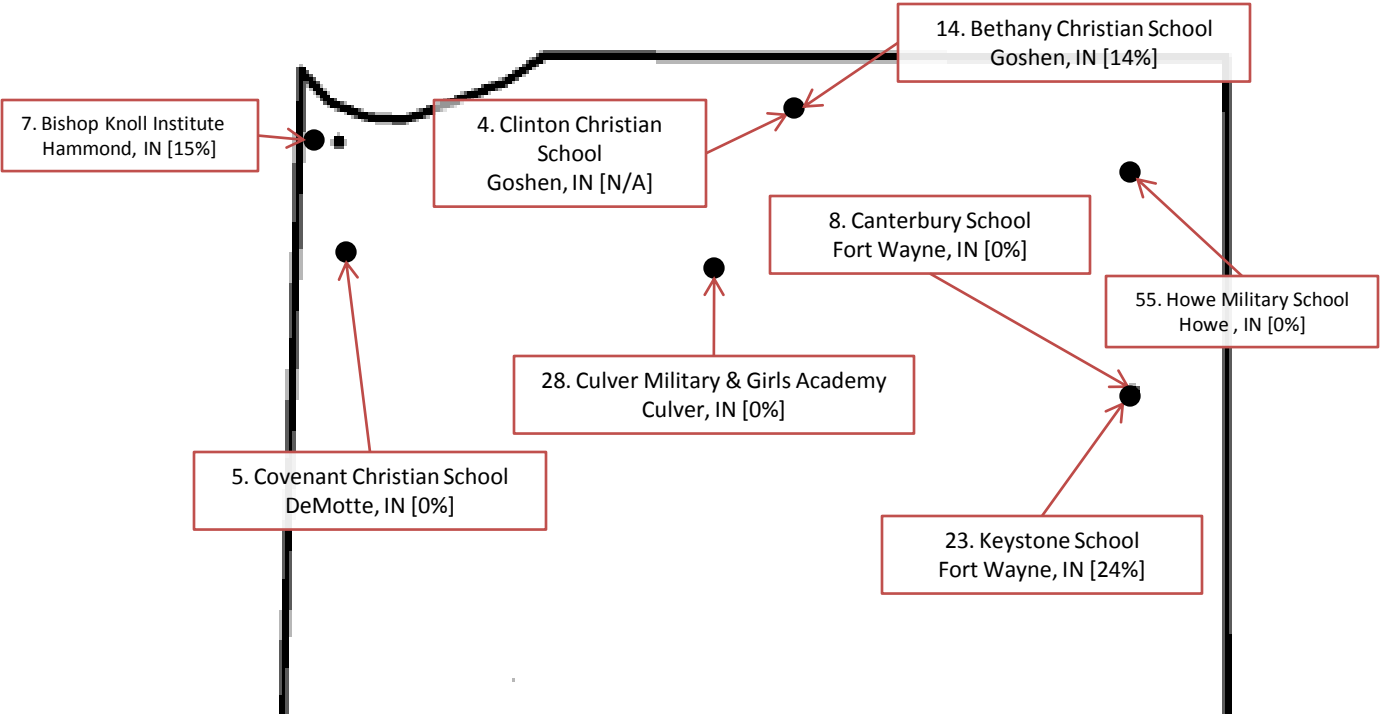 14. Bethany Christian School
Goshen, IN [14%]
7. Bishop Knoll Institute
Hammond, IN [15%]
4. Clinton Christian
School
Goshen, IN [N/A]
8. Canterbury School
Fort Wayne, IN [0%]
55. Howe Military School
Howe , IN [0%]
28. Culver Military & Girls Academy
Culver, IN [0%]
5. Covenant Christian School
DeMotte, IN [0%]
23. Keystone School
Fort Wayne, IN [24%]